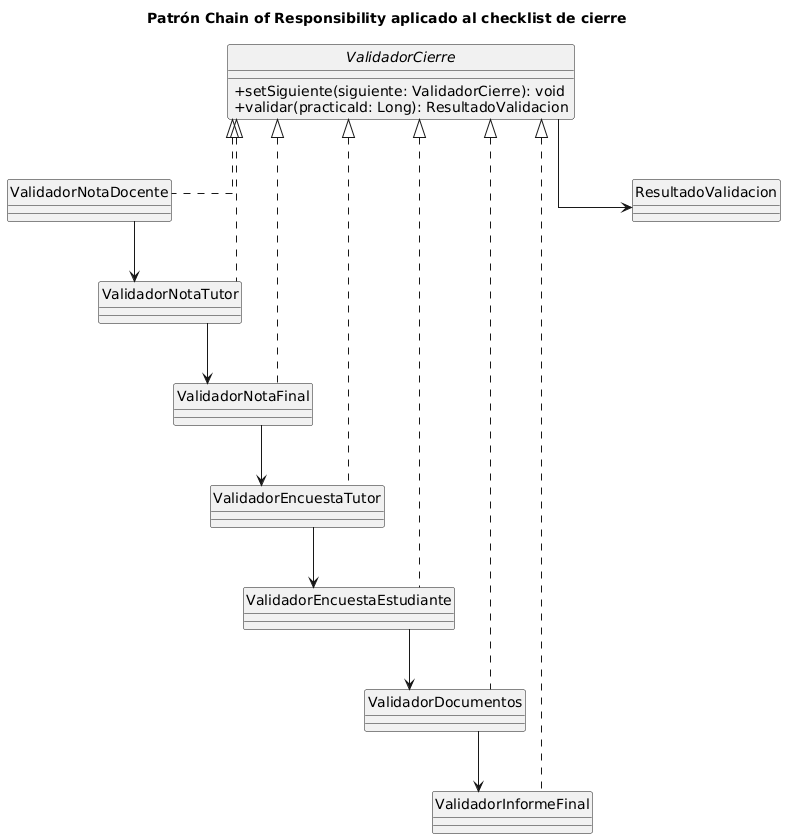 Patrón Chain of Responsibility aplicado al checklist de cierre
ValidadorCierre
+setSiguiente(siguiente: ValidadorCierre): void
+validar(practicaId: Long): ResultadoValidacion
ValidadorNotaDocente
ResultadoValidacion
ValidadorNotaTutor
ValidadorNotaFinal
ValidadorEncuestaTutor
ValidadorEncuestaEstudiante
ValidadorDocumentos
ValidadorInformeFinal